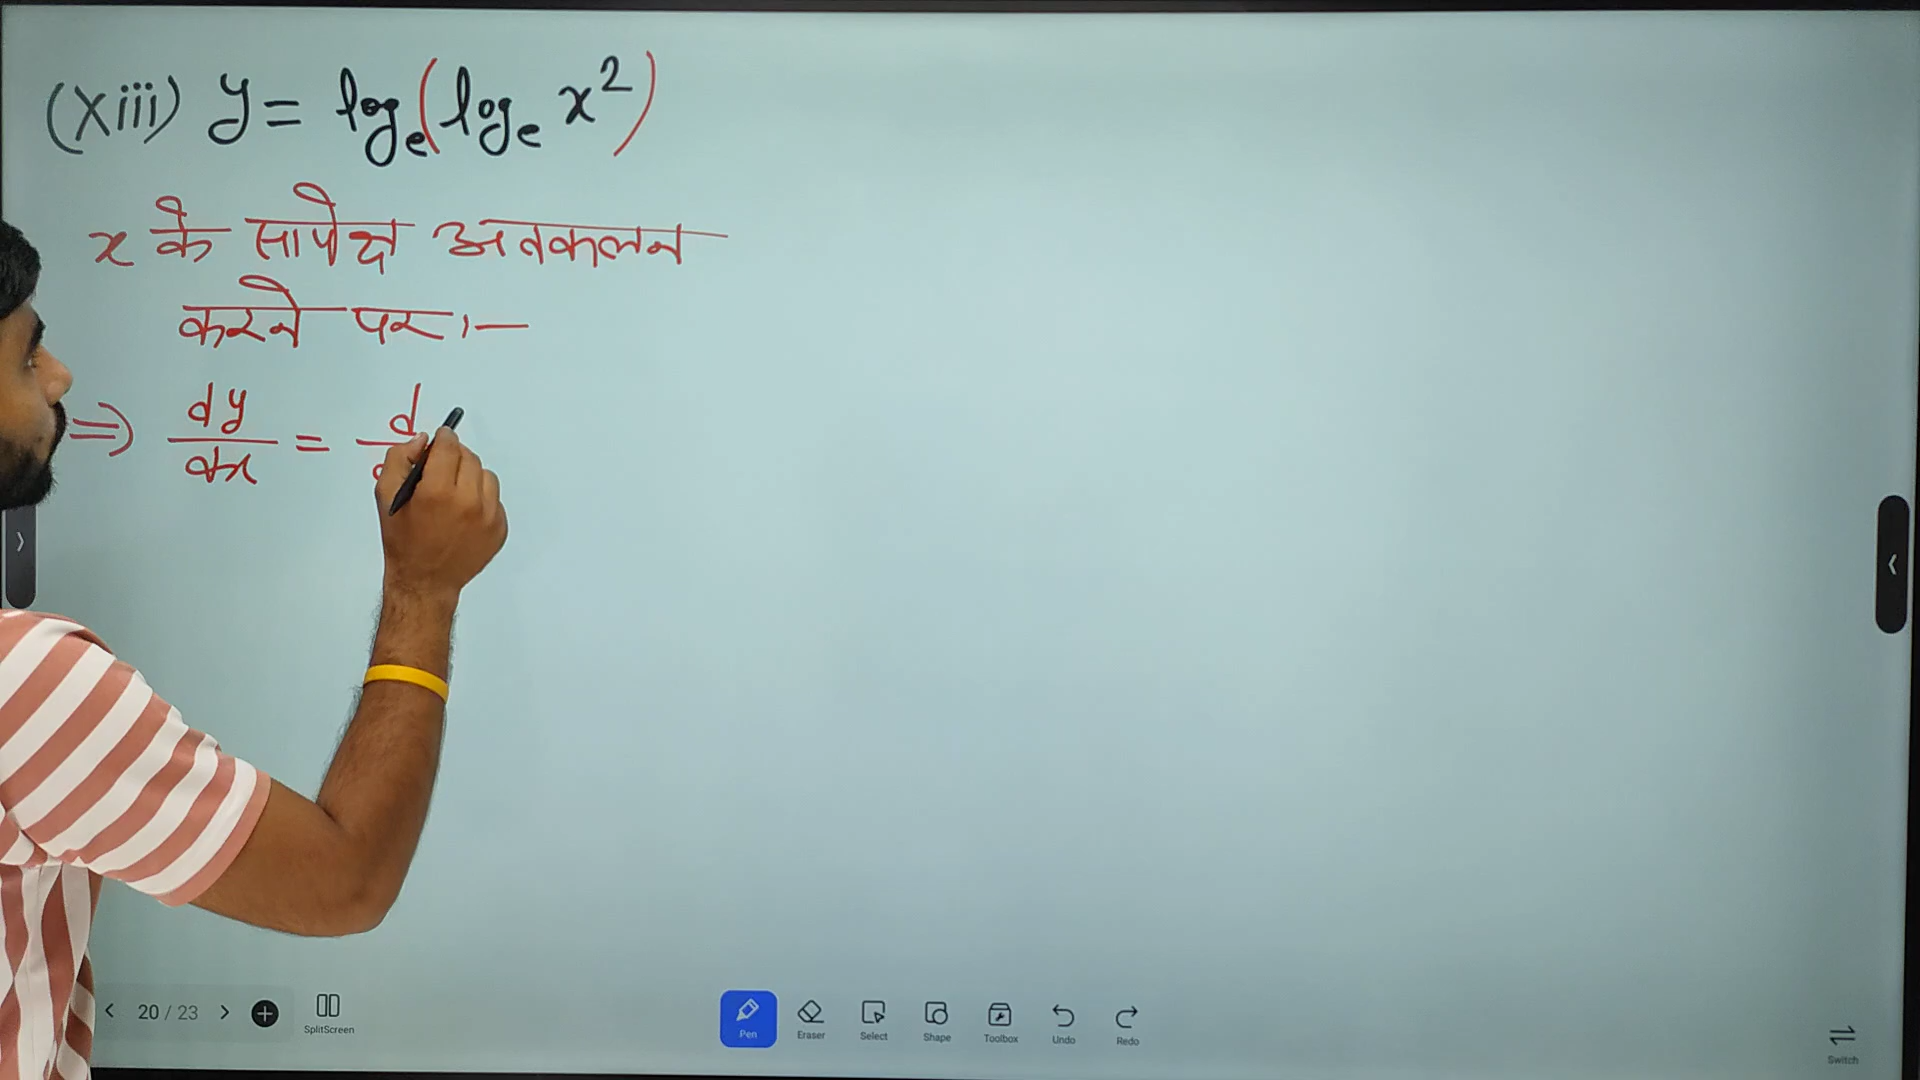 (xiii) y = logₑ(logₑ x²)
x के सापेक्ष अवकलन
करने पर :—
⇒ dy/dx = d
20 / 23
SplitScreen
Pen Eraser Select Shape Toolbox Undo Redo
Switch